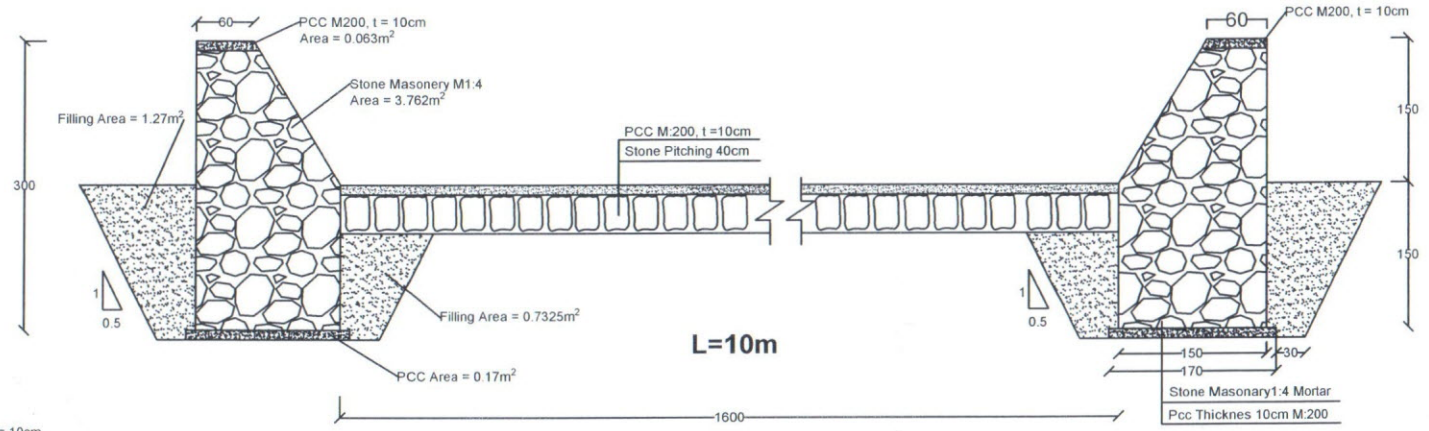 60
PCC M200, t = 10cm
Area = 0.063m²
Stone Masonery M1:4
Area = 3.762m²
Filling Area = 1.27m²
300
1
0.5
PCC M:200, t =10cm
Stone Pitching 40cm
Filling Area = 0.7325m²
PCC Area = 0.17m²
L=10m
1600
60
PCC M200, t = 10cm
150
150
1
0.5
150
30
170
Stone Masonary1:4 Mortar
Pcc Thicknes 10cm M:200